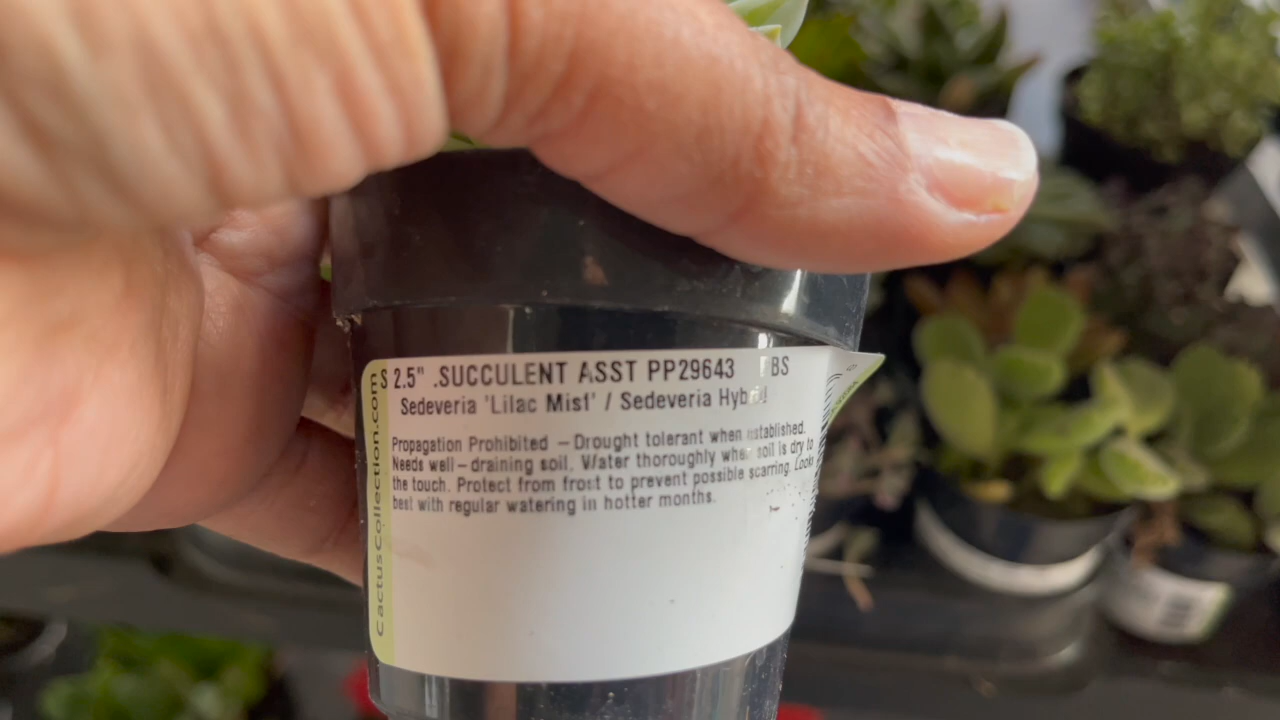 S 2.5" .SUCCULENT ASST PP29643 BS
Sedeveria 'Lilac Mist' / Sedeveria Hybrid
Propagation Prohibited – Drought tolerant when established.
Needs well – draining soil. Water thoroughly when soil is dry to
the touch. Protect from frost to prevent possible scarring. Looks
best with regular watering in hotter months.
CactusCollection.com